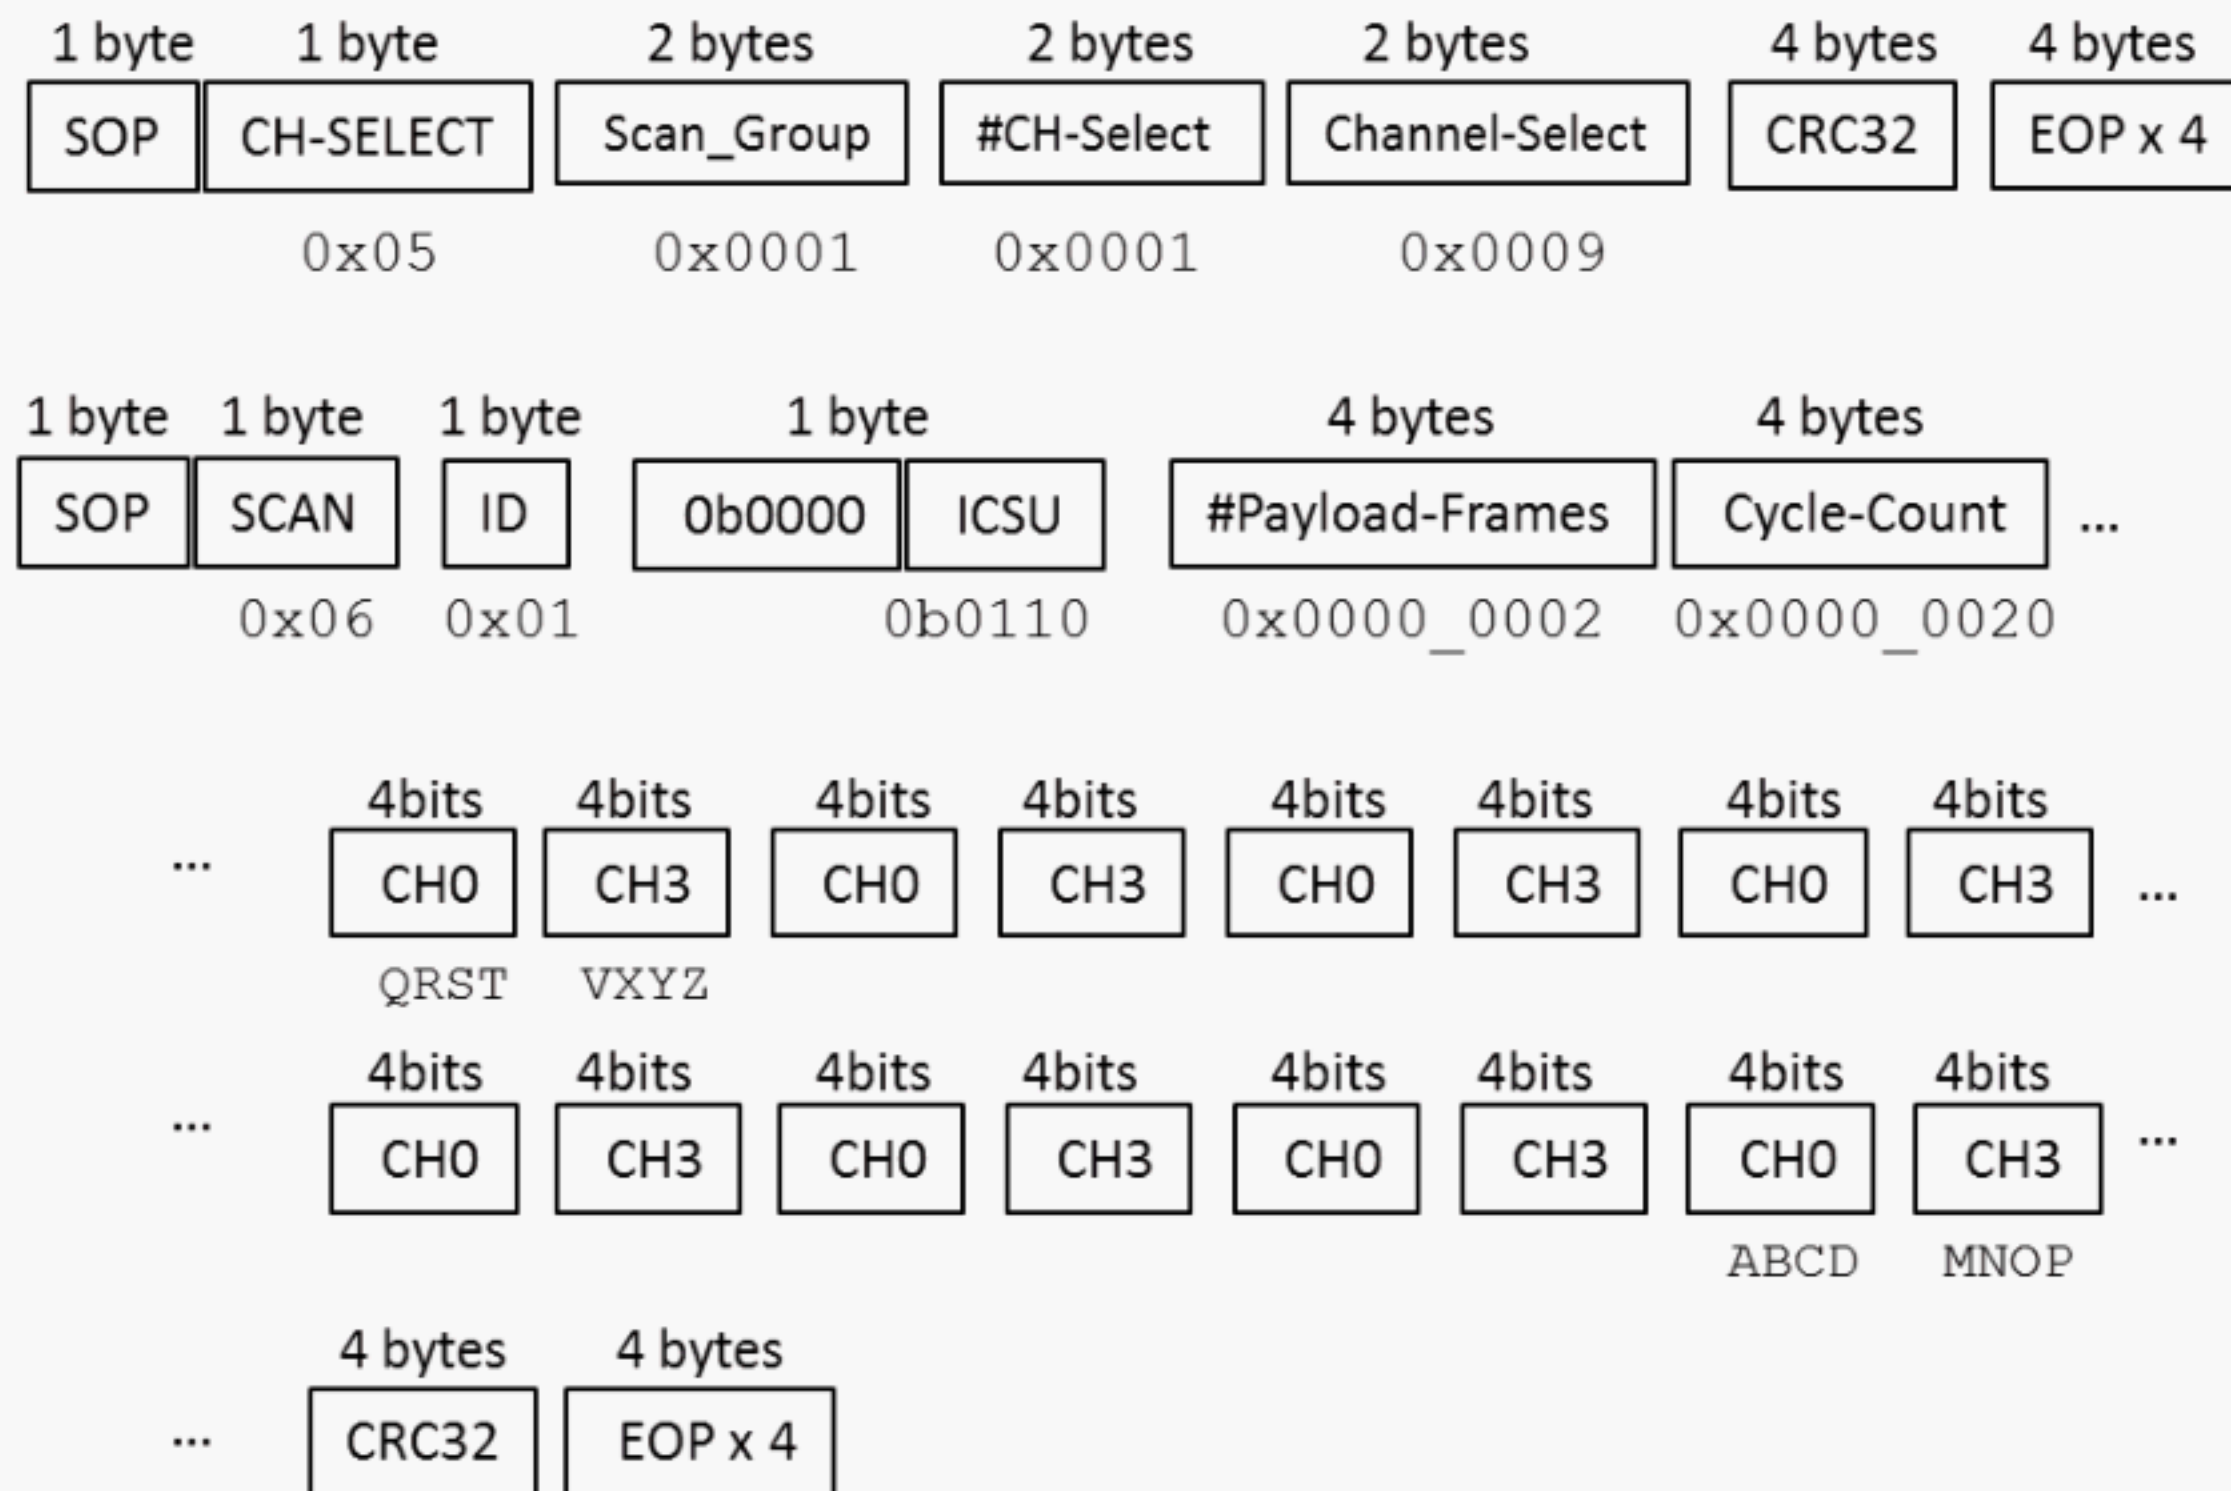 1 byte 1 byte 2 bytes 2 bytes 2 bytes 4 bytes 4 bytes
SOP CH-SELECT Scan_Group #CH-Select Channel-Select CRC32 EOP x 4
0x05 0x0001 0x0001 0x0009
1 byte 1 byte 1 byte 1 byte 4 bytes 4 bytes
SOP SCAN ID 0b0000 ICSU #Payload-Frames Cycle-Count ...
0x06 0x01 0b0110 0x0000_0002 0x0000_0020
4bits 4bits 4bits 4bits 4bits 4bits 4bits 4bits
... CH0 CH3 CH0 CH3 CH0 CH3 CH0 CH3 ...
QRST VXYZ
4bits 4bits 4bits 4bits 4bits 4bits 4bits 4bits
... CH0 CH3 CH0 CH3 CH0 CH3 CH0 CH3 ...
ABCD MNOP
4 bytes 4 bytes
... CRC32 EOP x 4